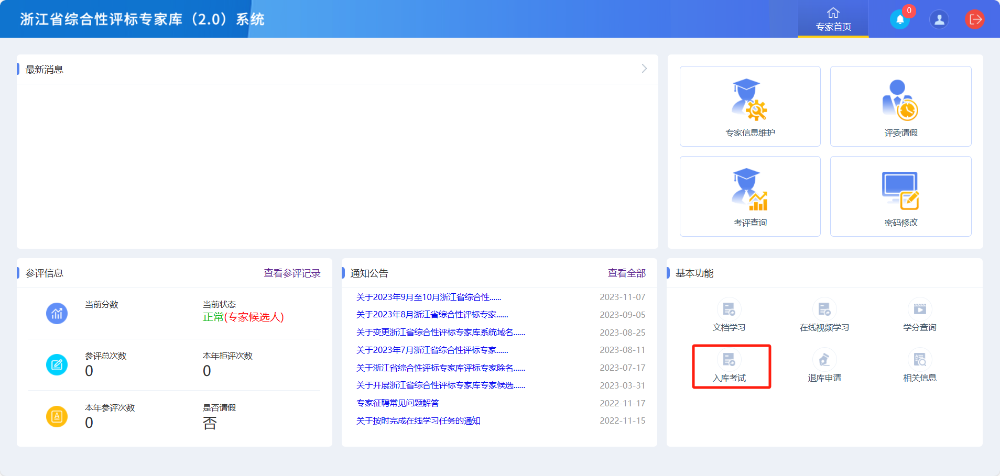 浙江省综合性评标专家库（2.0）系统
专家首页
0
最新消息
专家信息维护
评委请假
考评查询
密码修改
参评信息
查看参评记录
当前分数
当前状态
正常(专家候选人)
参评总次数
本年拒评次数
0
0
本年参评次数
是否请假
0
否
通知公告
查看全部
关于2023年9月至10月浙江省综合性......
2023-11-07
关于2023年8月浙江省综合性评标专家......
2023-09-05
关于变更浙江省综合性评标专家库系统域名......
2023-08-25
关于2023年7月浙江省综合性评标专家......
2023-08-11
关于浙江省综合性评标专家库评标专家除名......
2023-07-17
关于开展浙江省综合性评标专家库专家候选......
2023-03-31
专家征聘常见问题解答
2022-11-17
关于按时完成在线学习任务的通知
2022-11-15
基本功能
文档学习
在线视频学习
学分查询
入库考试
退库申请
相关信息